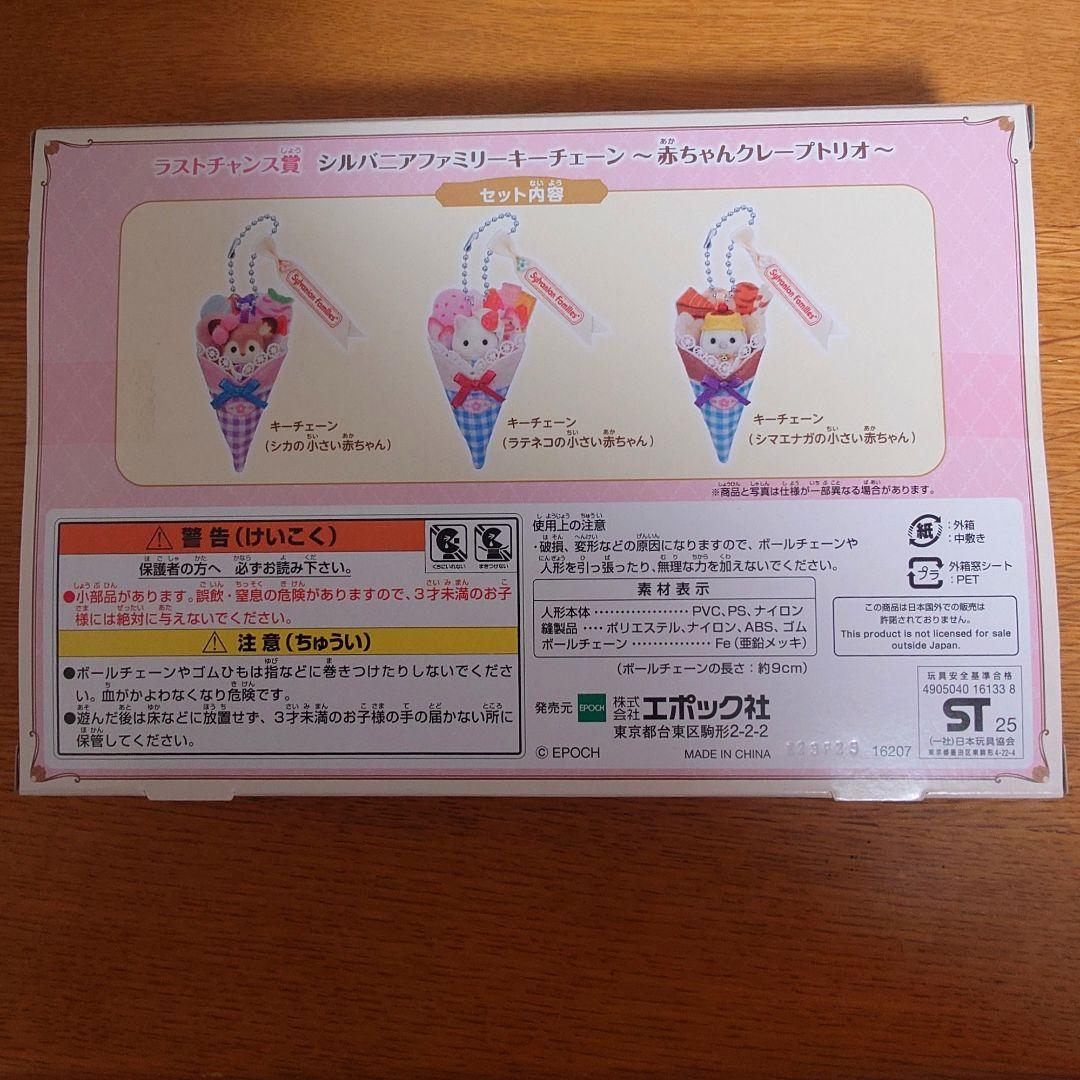 ラストチャンス賞 シルバニアファミリーキーチェーン ～赤ちゃんクレープトリオ～
セット内容
Sylvanian Families
Sylvanian Families
Sylvanian Families
キーチェーン
(シカの小さい赤ちゃん)
キーチェーン
(ラテネコの小さい赤ちゃん)
キーチェーン
(シマエナガの小さい赤ちゃん)
※商品と写真は仕様が一部異なる場合があります。
⚠ 警告(けいこく)
保護者の方へ 必ずお読み下さい。
くちにいれない まきつけない
●小部品があります。誤飲・窒息の危険がありますので、3才未満のお子
様には絶対に与えないでください。
⚠ 注意(ちゅうい)
●ボールチェーンやゴムひもは指などに巻きつけたりしないでくださ
い。血がかよわなくなり危険です。
●遊んだ後は床などに放置せず、3才未満のお子様の手の届かない所に
保管してください。
使用上の注意
・破損、変形などの原因になりますので、ボールチェーンや
人形を引っ張ったり、無理な力を加えないでください。
素材表示
人形本体 ‥‥‥‥‥‥ PVC、PS、ナイロン
縫製品 ‥‥ ポリエステル、ナイロン、ABS、ゴム
ボールチェーン ‥‥‥‥‥ Fe(亜鉛メッキ)
(ボールチェーンの長さ:約9cm)
発売元 EPOCH 株式会社エポック社
東京都台東区駒形2-2-2
© EPOCH MADE IN CHINA 16207
紙 :外箱
:中敷き
プラ 外箱窓シート
:PET
この商品は日本国外での販売は
許諾されておりません。
This product is not licensed for sale
outside Japan.
玩具安全基準合格
4905040 16133 8
ST 25
(一社)日本玩具協会
東京都墨田区東駒形4-22-4